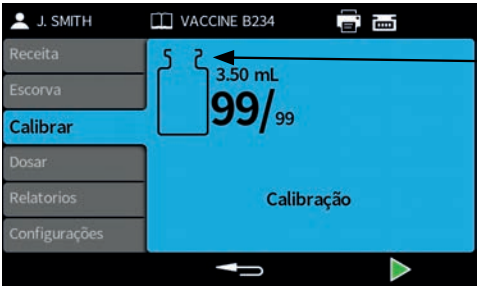 J. SMITH VACCINE B234
Receita
Escorva
Calibrar
Dosar
Relatorios
Configurações
3.50 mL
99/99
Calibração